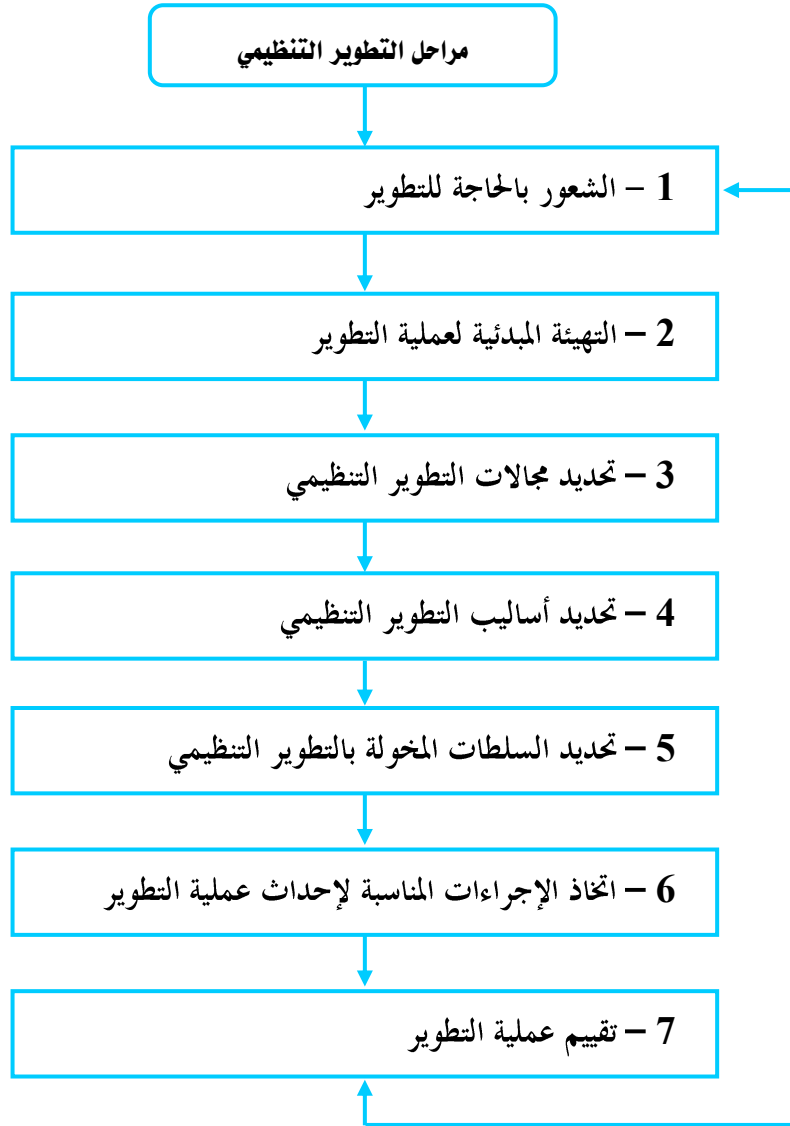 مراحل التطوير التنظيمي
1 – الشعور بالحاجة للتطوير
2 – التهيئة المبدئية لعملية التطوير
3 – تحديد مجالات التطوير التنظيمي
4 – تحديد أساليب التطوير التنظيمي
5 – تحديد السلطات المخولة بالتطوير التنظيمي
6 – اتخاذ الإجراءات المناسبة لإحداث عملية التطوير
7 – تقييم عملية التطوير